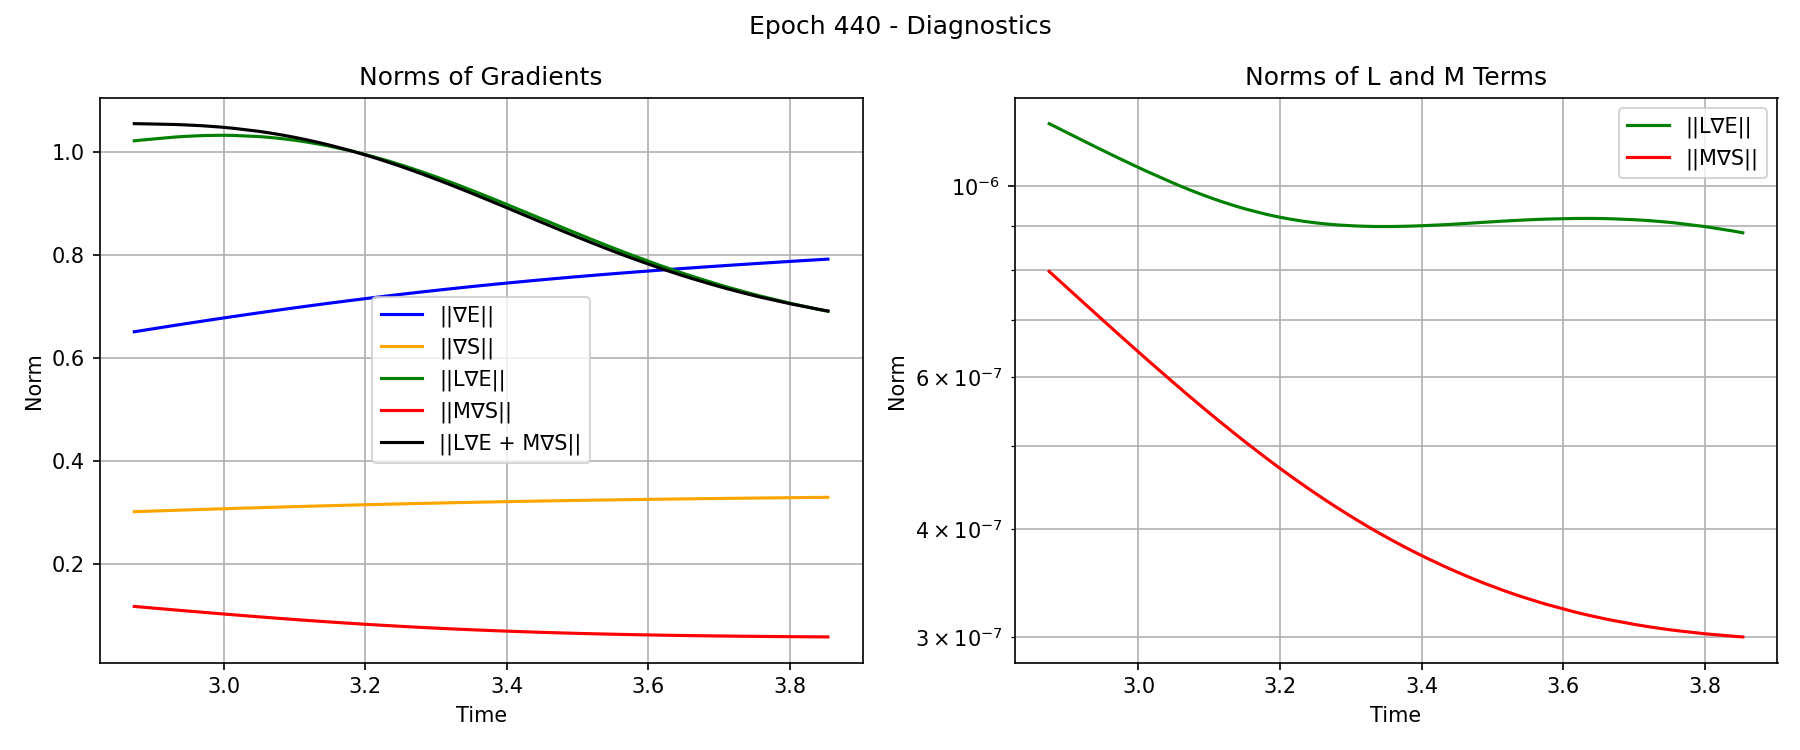 Epoch 440 - Diagnostics
Norms of Gradients
Norm
1.0
0.8
0.6
0.4
0.2
||∇E||
||∇S||
||L∇E||
||M∇S||
||L∇E + M∇S||
3.0 3.2 3.4 3.6 3.8
Time
Norms of L and M Terms
Norm
10⁻⁶
6 × 10⁻⁷
4 × 10⁻⁷
3 × 10⁻⁷
||L∇E||
||M∇S||
3.0 3.2 3.4 3.6 3.8
Time